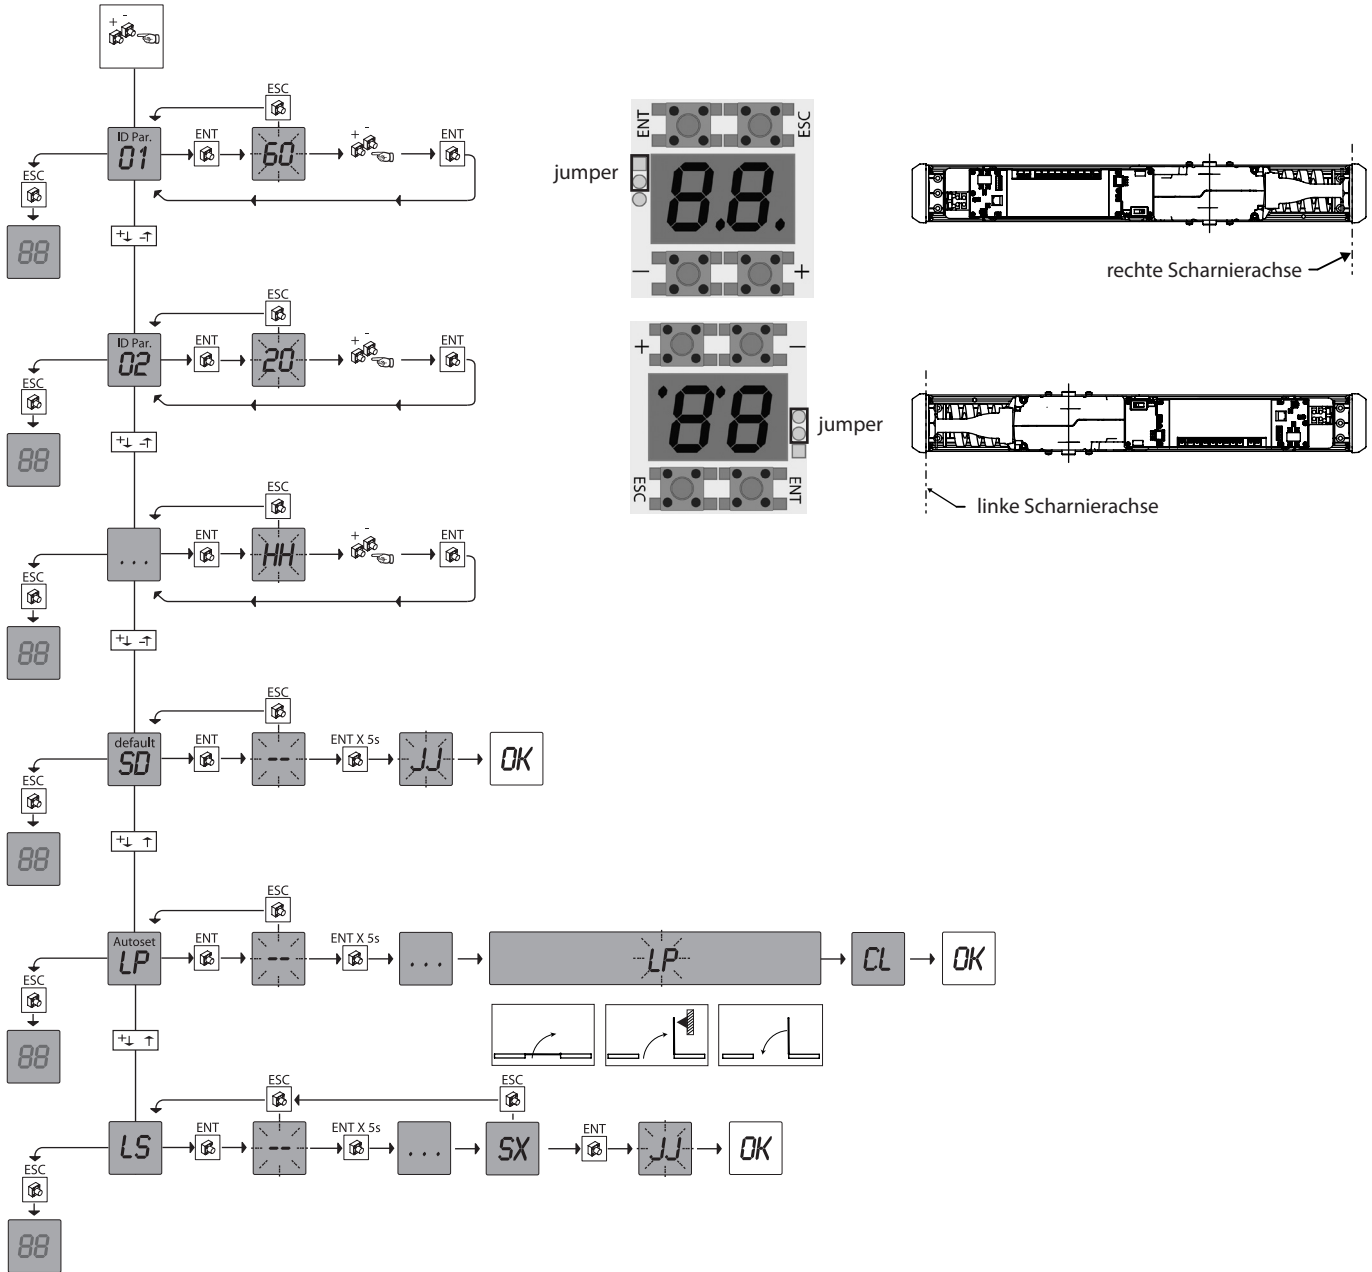 + -
ESC
ID Par.
01
ENT
60
+ -
ENT
ESC
88
+↓ -↑
ESC
ID Par.
02
ENT
20
+ -
ENT
ESC
88
+↓ -↑
ESC
...
ENT
HH
+ -
ENT
ESC
88
+↓ -↑
ESC
default
SD
ENT
--
ENT X 5s
JJ
OK
ESC
88
+↓ ↑
ESC
Autoset
LP
ENT
--
ENT X 5s
...
LP
CL
OK
ESC
88
+↓ ↑
ESC
ESC
LS
ENT
--
ENT X 5s
...
SX
ENT
JJ
OK
ESC
88
ENT
ESC
jumper
8.8.
-
+
rechte Scharnierachse
+
-
88
jumper
ESC
ENT
linke Scharnierachse